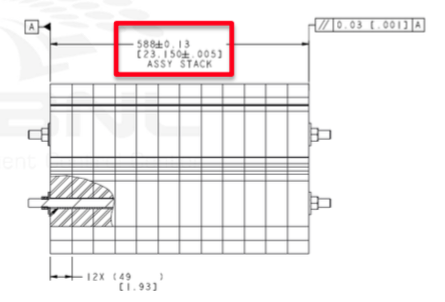 A
// 0.03 [.001] A
588±0.13
[23.150±.005]
ASSY STACK
12X (49 )
[1.93]